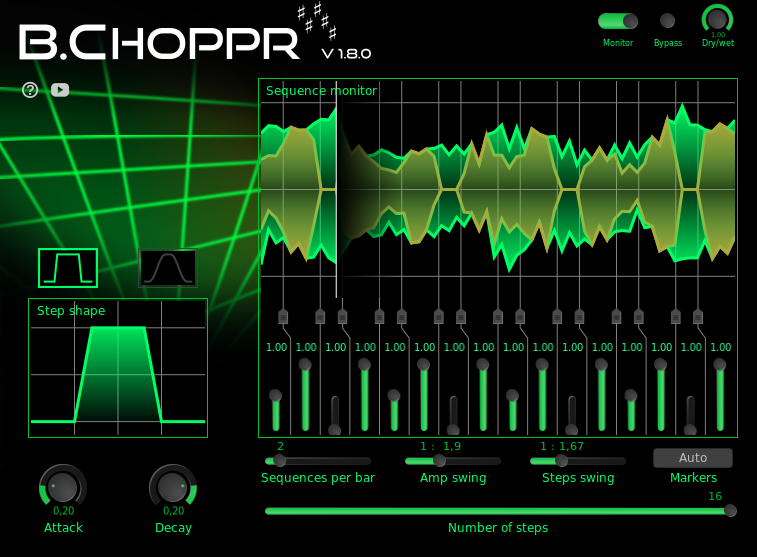 B.CHOPPR
V 1.8.0
1,00
Monitor
Bypass
Dry/wet
?
Sequence monitor
Step shape
1.00 1.00 1.00 1.00 1.00 1.00 1.00 1.00 1.00 1.00 1.00 1.00 1.00 1.00 1.00 1.00
2
1 : 1,9
1 : 1,67
Auto
Sequences per bar
Amp swing
Steps swing
Markers
16
Number of steps
0,20
0,20
Attack
Decay